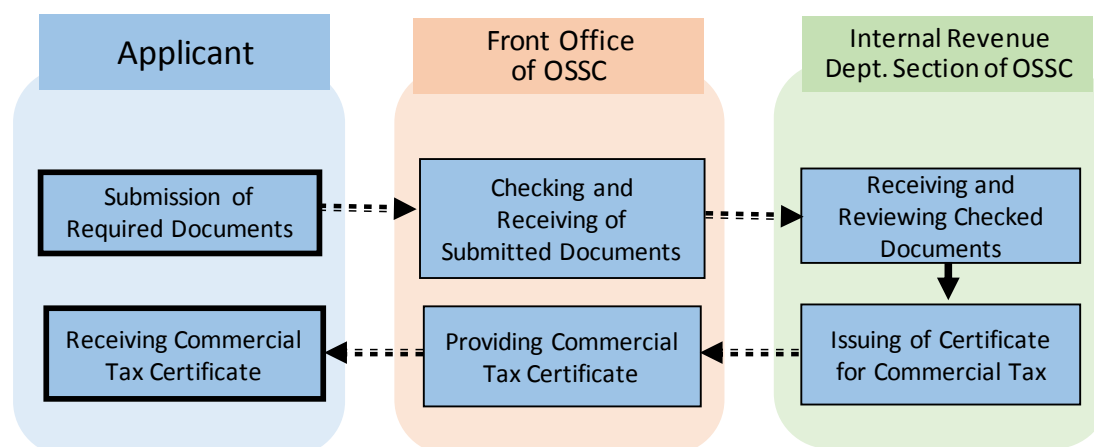 Applicant
Front Office
of OSSC
Internal Revenue
Dept. Section of OSSC
Submission of
Required Documents
Checking and
Receiving of
Submitted Documents
Receiving and
Reviewing Checked
Documents
Receiving Commercial
Tax Certificate
Providing Commercial
Tax Certificate
Issuing of Certificate
for Commercial Tax